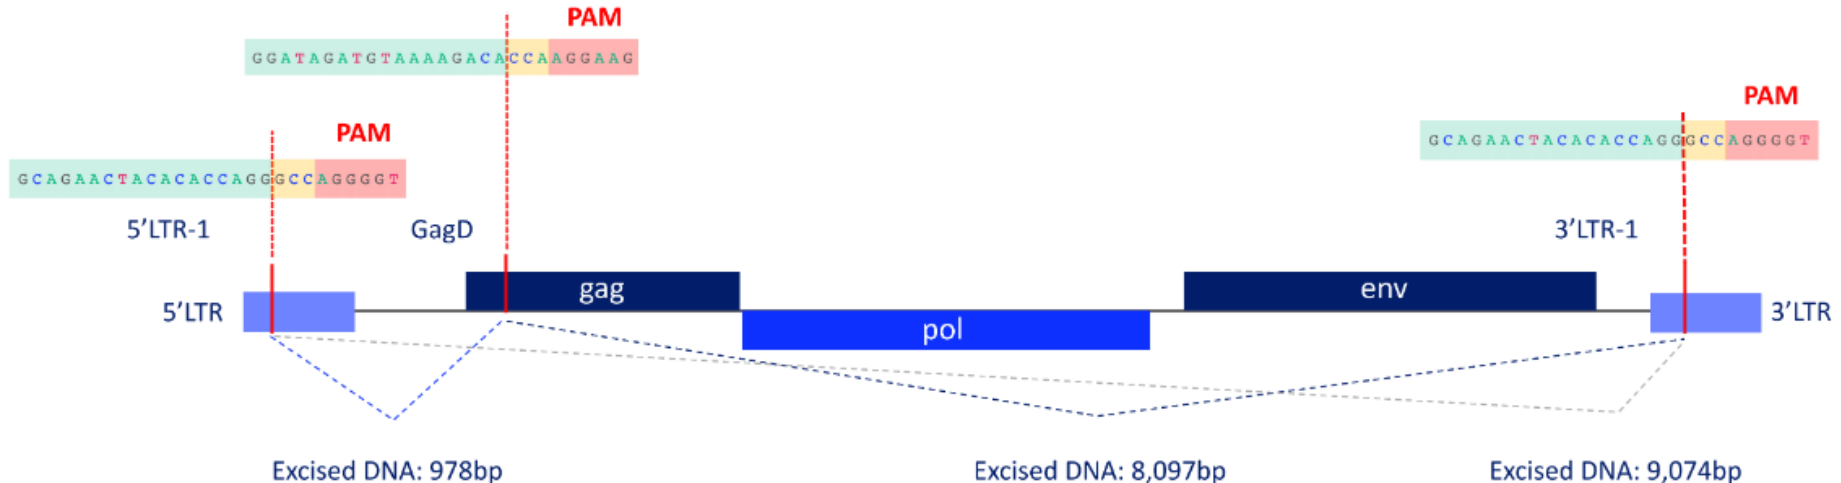 PAM
GGATAGATGTAAAAGACACCAAGGAAG
PAM
GCAGAACTACACACCAGGGCCAGGGGT
PAM
GCAGAACTACACACCAGGGCCAGGGGT
5'LTR-1
GagD
3'LTR-1
5'LTR
gag
pol
env
3'LTR
Excised DNA: 978bp
Excised DNA: 8,097bp
Excised DNA: 9,074bp